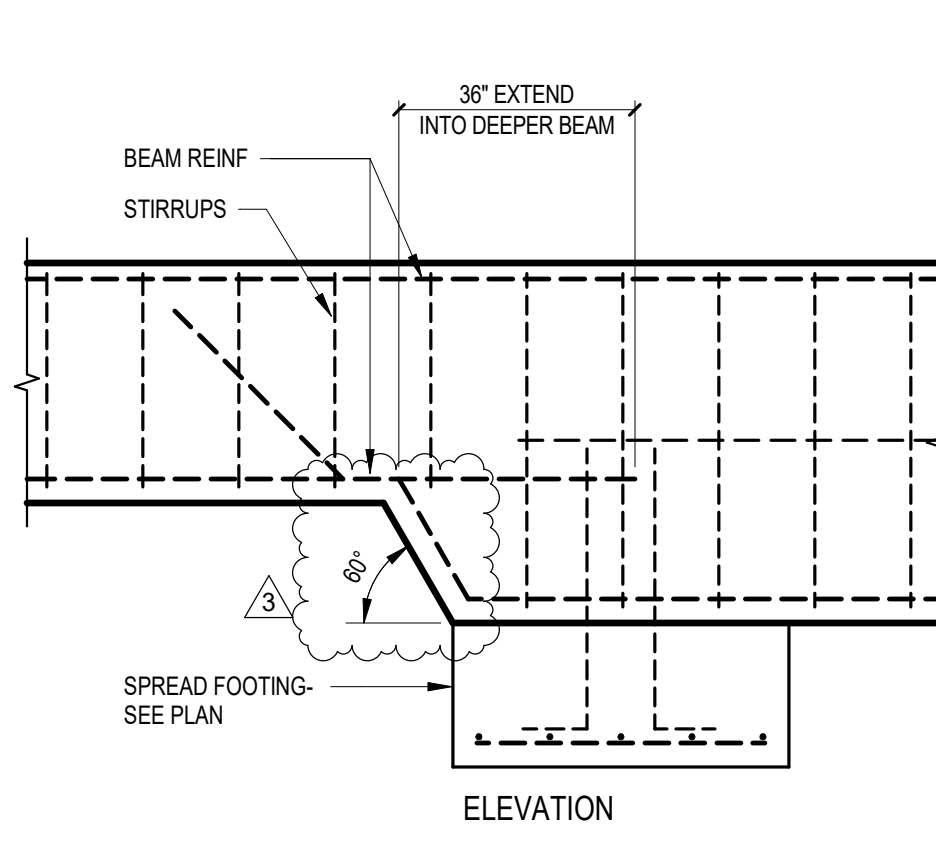 36" EXTEND
INTO DEEPER BEAM
BEAM REINF
STIRRUPS
60°
3
SPREAD FOOTING-
SEE PLAN
ELEVATION